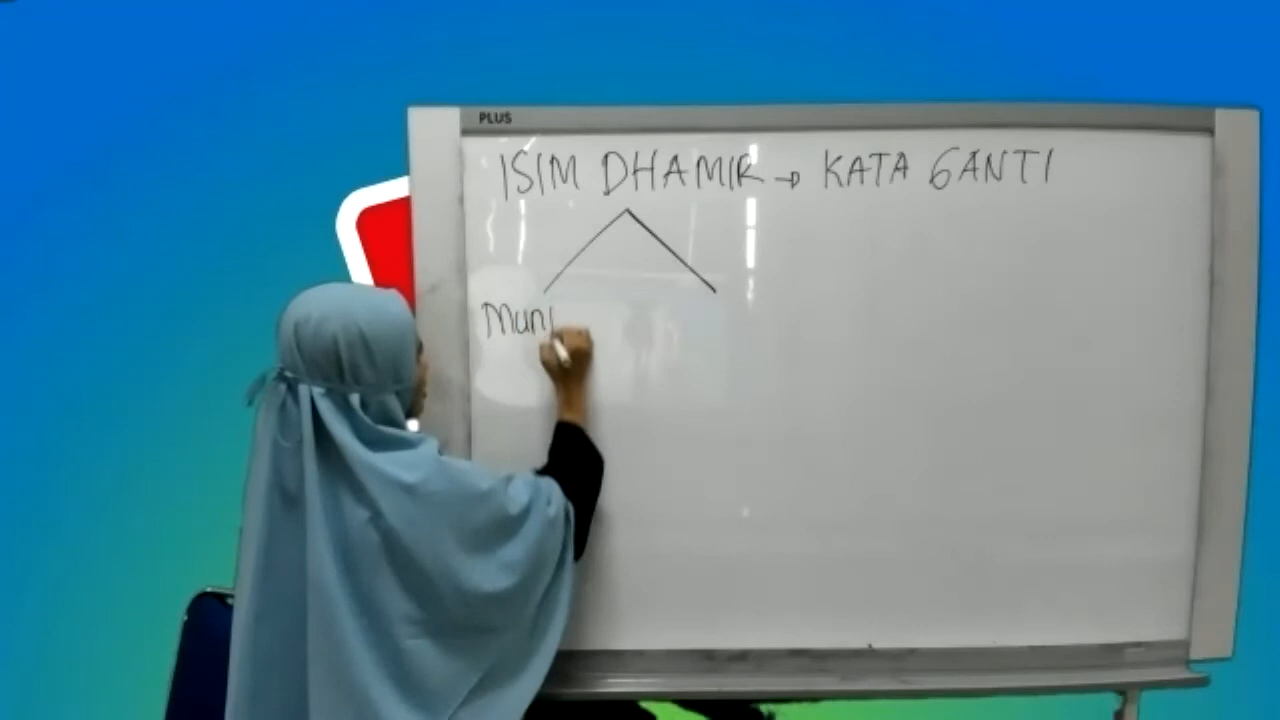 PLUS
ISIM DHAMIR → KATA GANTI
Mun